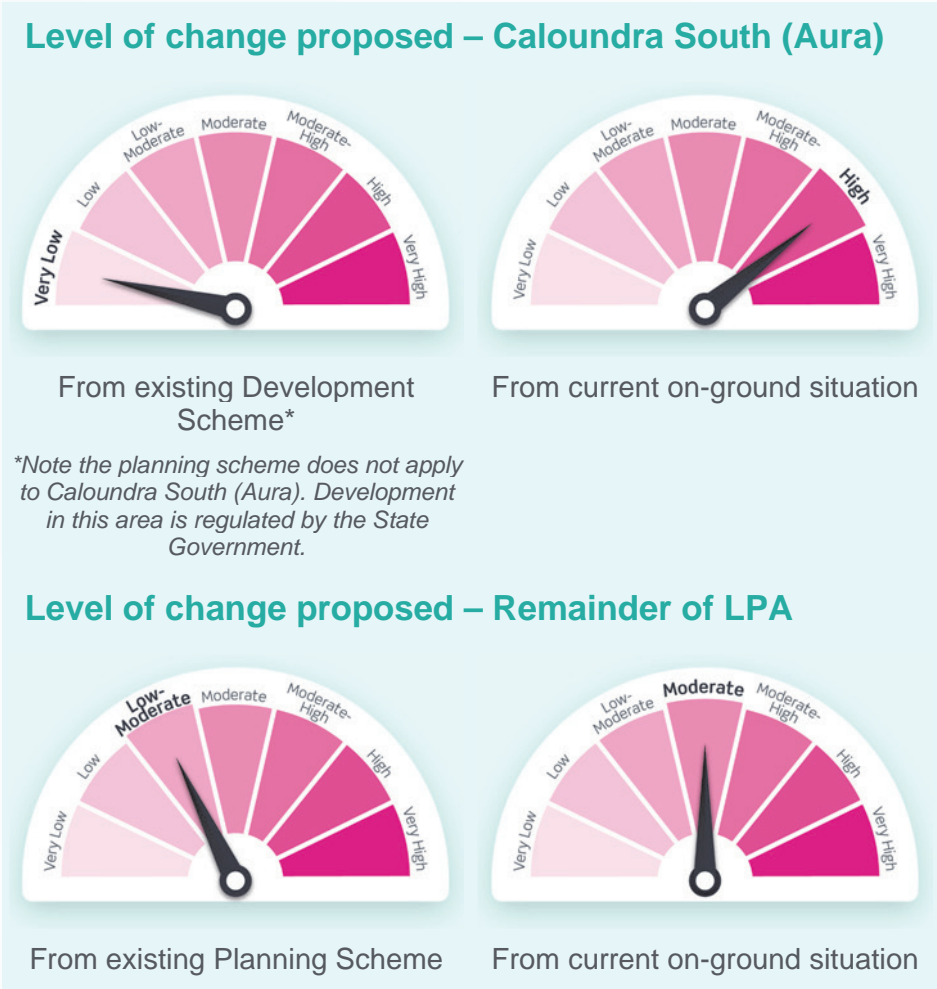 Level of change proposed – Caloundra South (Aura)
Very Low
Low
Low-
Moderate
Moderate
Moderate-
High
High
Very High
Very Low
Low
Low-
Moderate
Moderate
Moderate-
High
High
Very High
From existing Development
Scheme*
From current on-ground situation
*Note the planning scheme does not apply
to Caloundra South (Aura). Development
in this area is regulated by the State
Government.
Level of change proposed – Remainder of LPA
Very Low
Low
Low-
Moderate
Moderate
Moderate-
High
High
Very High
Very Low
Low
Low-
Moderate
Moderate
Moderate-
High
High
Very High
From existing Planning Scheme
From current on-ground situation